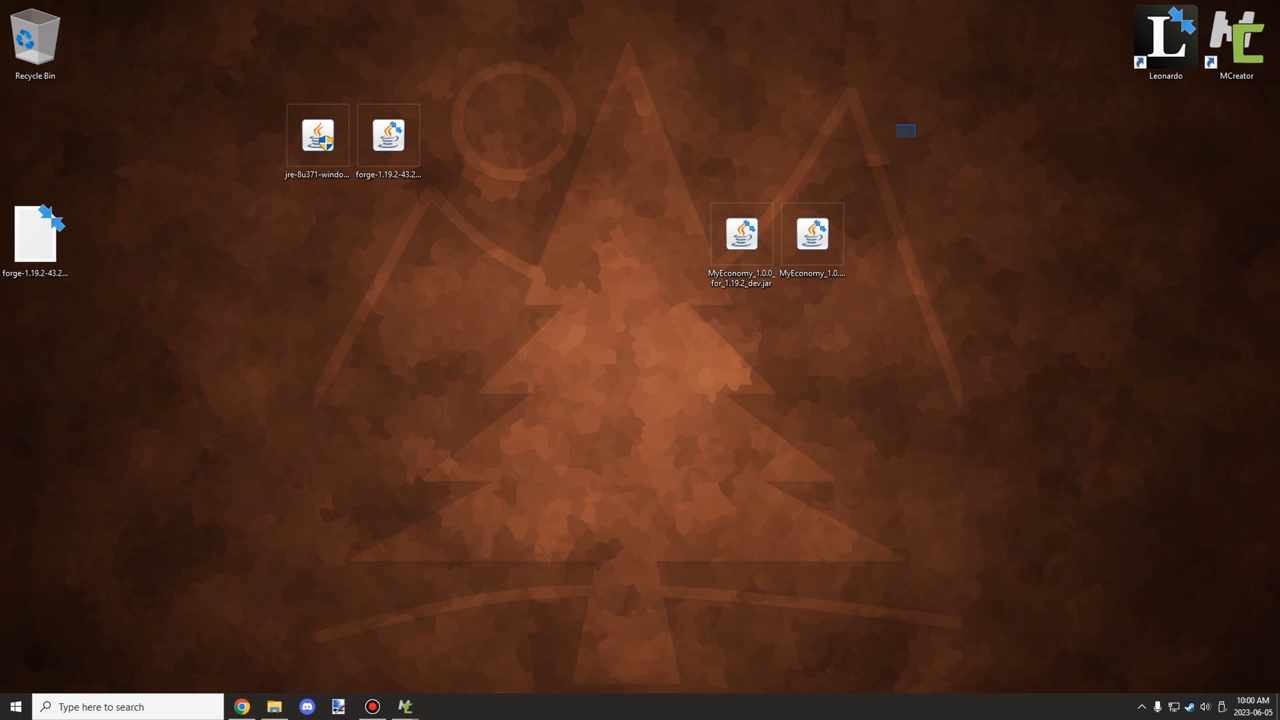 Recycle Bin
L
Leonardo
MC
MCreator
jre-8u371-windo...
forge-1.19.2-43.2...
forge-1.19.2-43.2...
MyEconomy_1.0.0_
for_1.19.2_dev.jar
MyEconomy_1.0....
Type here to search
10:00 AM
2023-06-05